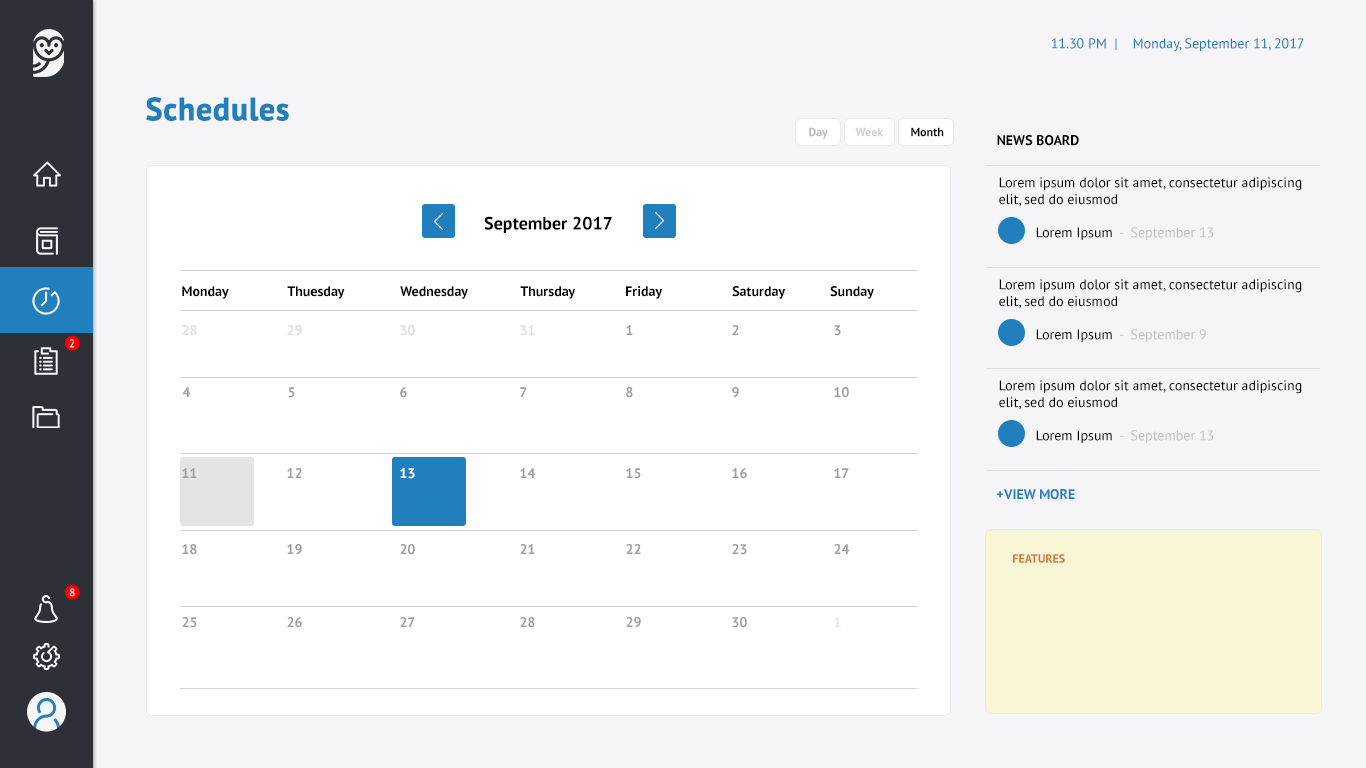 11.30 PM | Monday, September 11, 2017
Schedules
Day Week Month
September 2017
Monday Thuesday Wednesday Thursday Friday Saturday Sunday
28 29 30 31 1 2 3
4 5 6 7 8 9 10
11 12 13 14 15 16 17
18 19 20 21 22 23 24
25 26 27 28 29 30 1
NEWS BOARD
Lorem ipsum dolor sit amet, consectetur adipiscing
elit, sed do eiusmod
Lorem Ipsum - September 13
Lorem ipsum dolor sit amet, consectetur adipiscing
elit, sed do eiusmod
Lorem Ipsum - September 9
Lorem ipsum dolor sit amet, consectetur adipiscing
elit, sed do eiusmod
Lorem Ipsum - September 13
+VIEW MORE
FEATURES
2
8